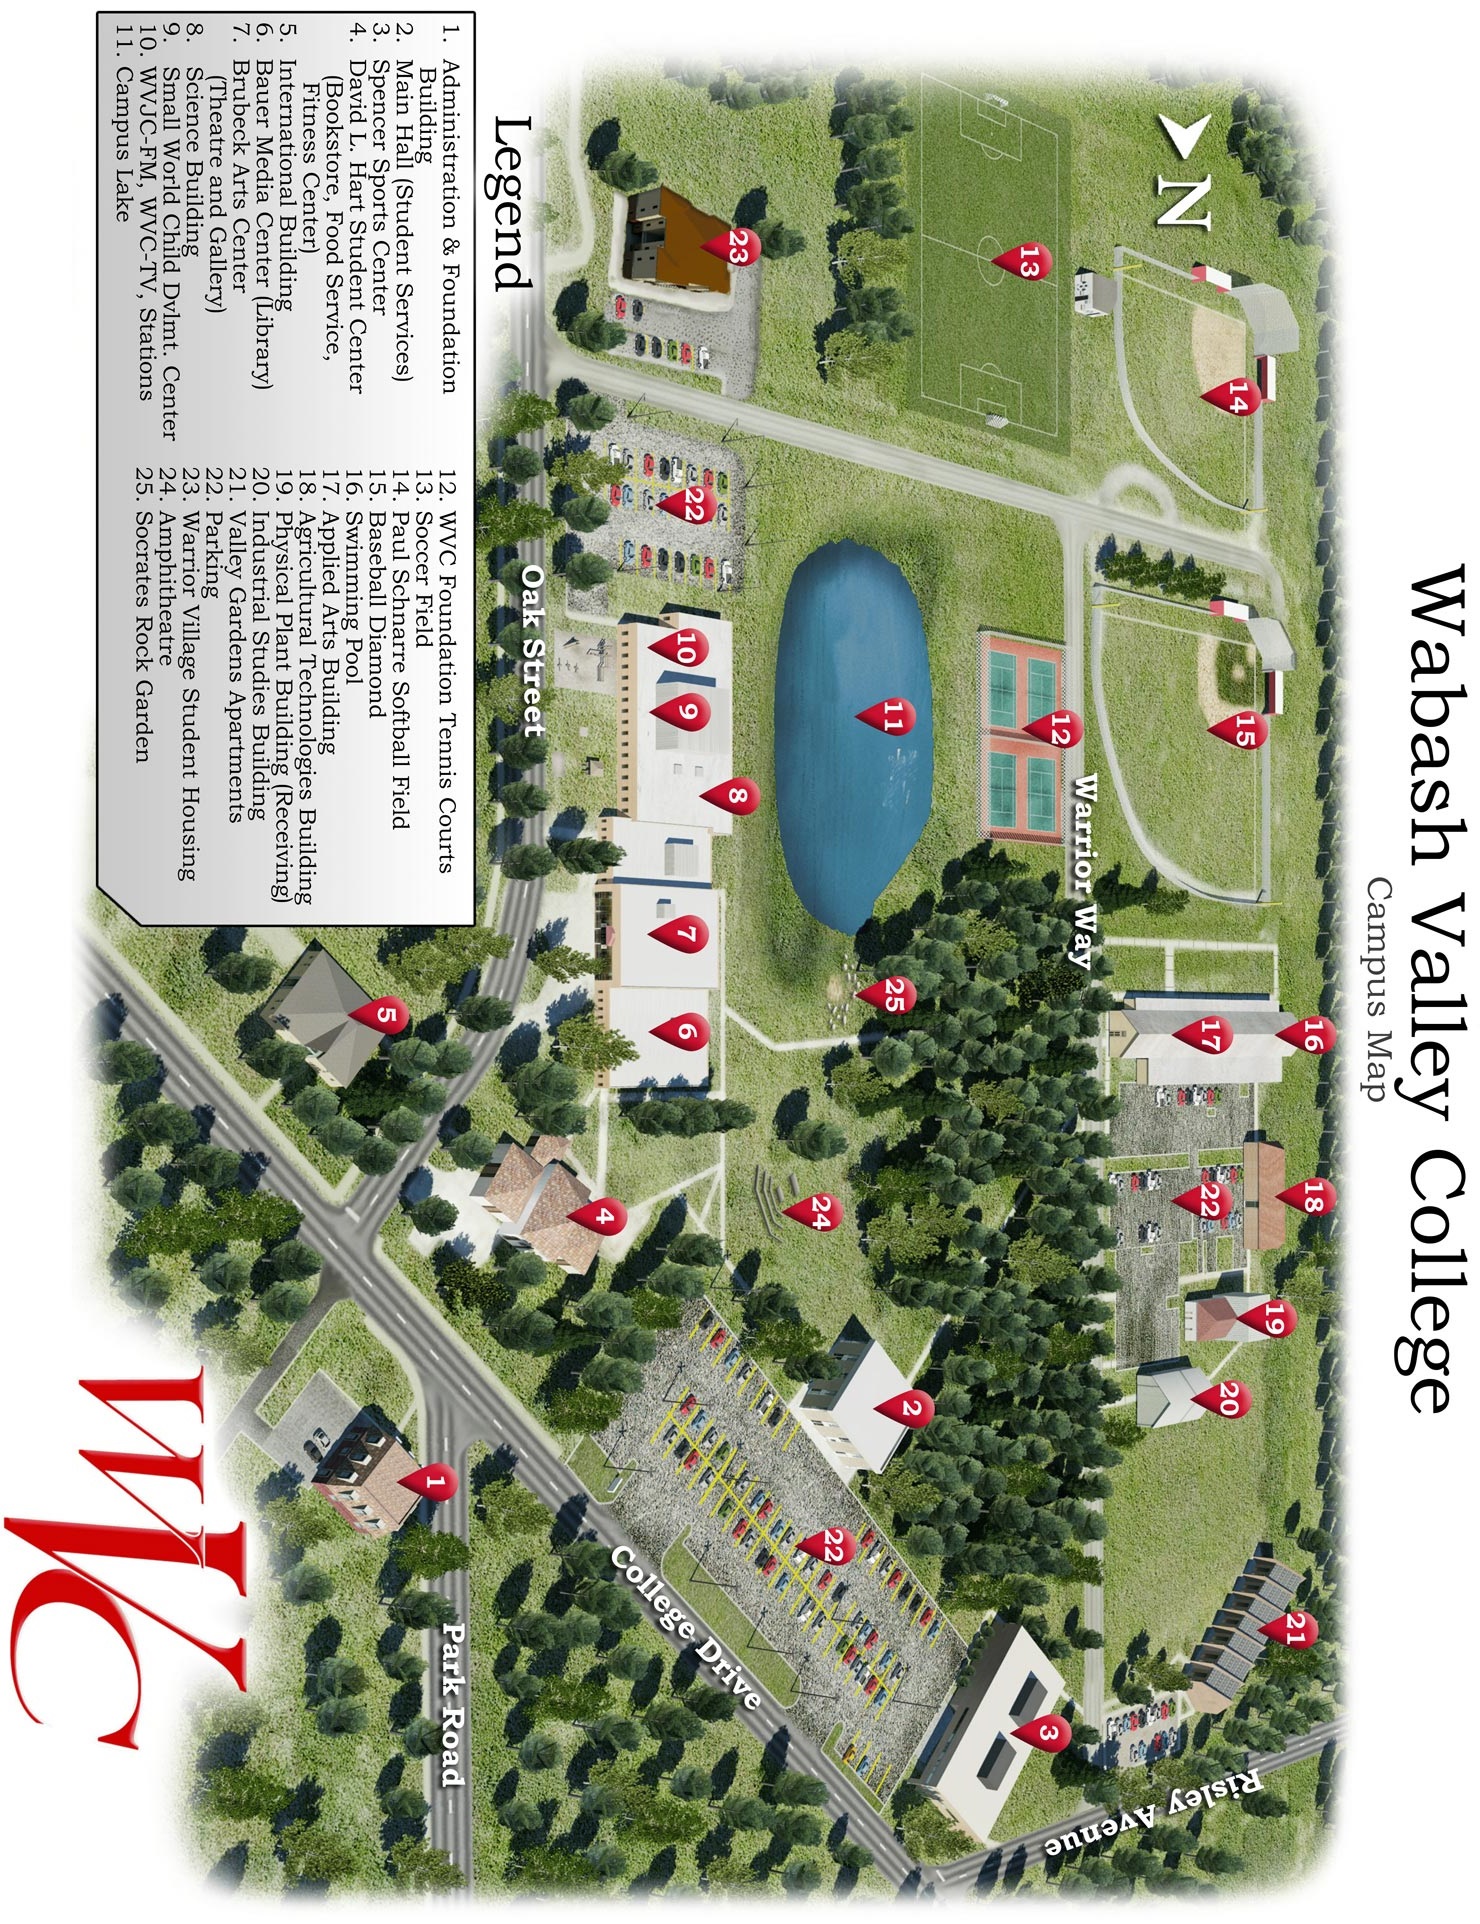 Wabash Valley College
Campus Map
N
14
15
16
17
18
19
20
21
22
13
12
Warrior Way
11
25
24
2
3
Risley Avenue
23
22
10
9
8
7
6
4
22
College Drive
Oak Street
5
1
Park Road
Legend
1. Administration & Foundation
Building
2. Main Hall (Student Services)
3. Spencer Sports Center
4. David L. Hart Student Center
(Bookstore, Food Service,
Fitness Center)
5. International Building
6. Bauer Media Center (Library)
7. Brubeck Arts Center
(Theatre and Gallery)
8. Science Building
9. Small World Child Dvlmt. Center
10. WVJC-FM, WVC-TV, Stations
11. Campus Lake
12. WVC Foundation Tennis Courts
13. Soccer Field
14. Paul Schnarre Softball Field
15. Baseball Diamond
16. Swimming Pool
17. Applied Arts Building
18. Agricultural Technologies Building
19. Physical Plant Building (Receiving)
20. Industrial Studies Building
21. Valley Gardens Apartments
22. Parking
23. Warrior Village Student Housing
24. Amphitheatre
25. Socrates Rock Garden
WVC